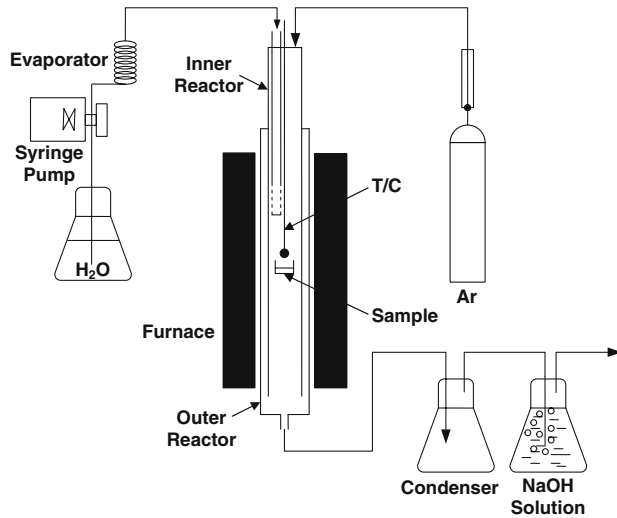 Evaporator
Inner
Reactor
Syringe
Pump
T/C
H₂O
Ar
Sample
Furnace
Outer
Reactor
Condenser
NaOH
Solution